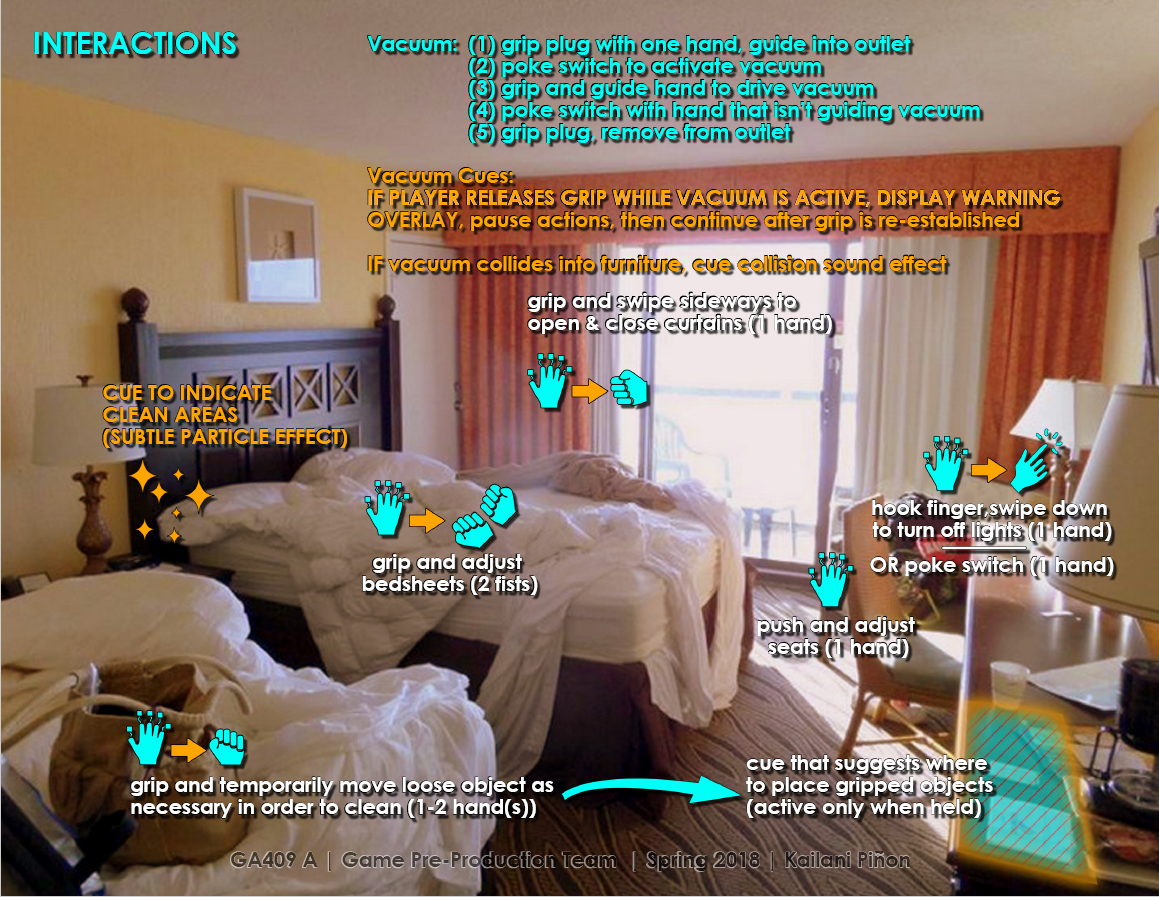 INTERACTIONS
Vacuum: (1) grip plug with one hand, guide into outlet
(2) poke switch to activate vacuum
(3) grip and guide hand to drive vacuum
(4) poke switch with hand that isn't guiding vacuum
(5) grip plug, remove from outlet
Vacuum Cues:
IF PLAYER RELEASES GRIP WHILE VACUUM IS ACTIVE, DISPLAY WARNING
OVERLAY, pause actions, then continue after grip is re-established
IF vacuum collides into furniture, cue collision sound effect
grip and swipe sideways to
open & close curtains (1 hand)
CUE TO INDICATE
CLEAN AREAS
(SUBTLE PARTICLE EFFECT)
grip and adjust
bedsheets (2 fists)
hook finger,swipe down
to turn off lights (1 hand)
OR poke switch (1 hand)
push and adjust
seats (1 hand)
grip and temporarily move loose object as
necessary in order to clean (1-2 hand(s))
cue that suggests where
to place gripped objects
(active only when held)
GA409 A | Game Pre-Production Team | Spring 2018 | Kailani Piñon